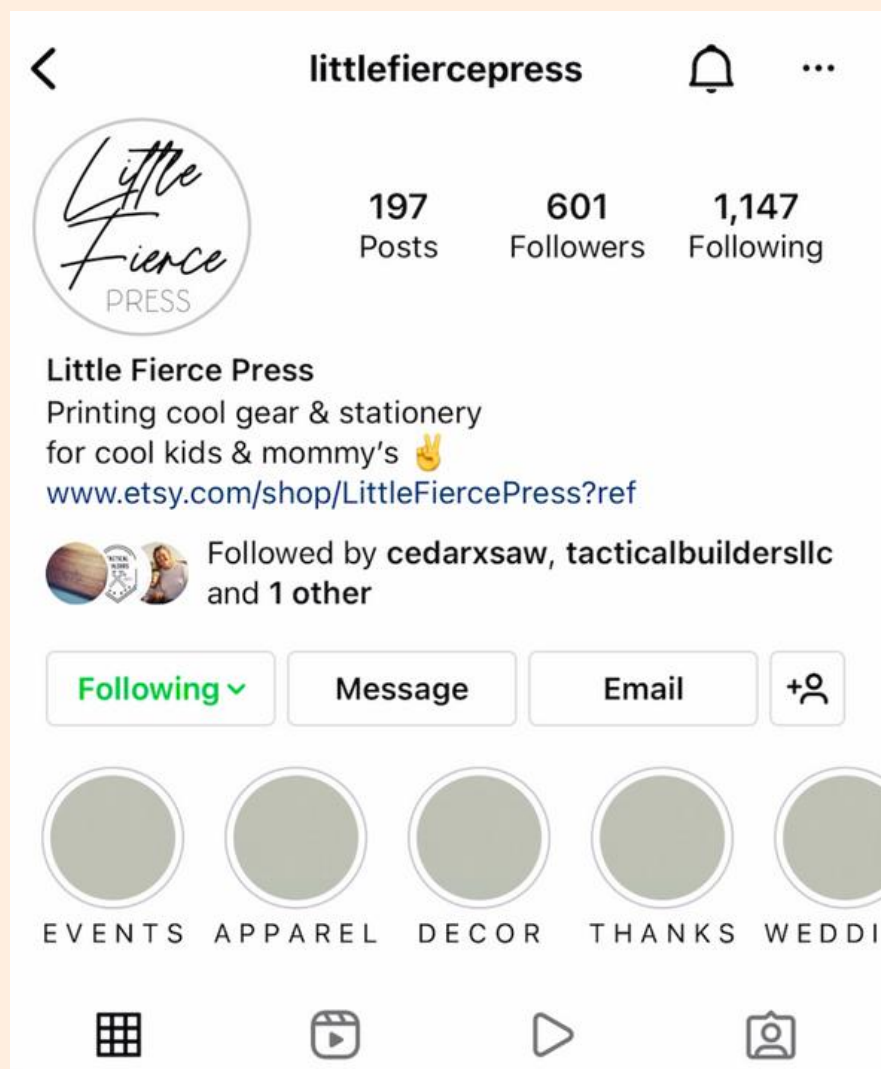 littlefiercepress
Little
Fierce
PRESS
197 601 1,147
Posts Followers Following
Little Fierce Press
Printing cool gear & stationery
for cool kids & mommy's ✌️
www.etsy.com/shop/LittleFiercePress?ref
Followed by cedarxsaw, tacticalbuildersllc
and 1 other
Following Message Email
EVENTS APPAREL DECOR THANKS WEDDI